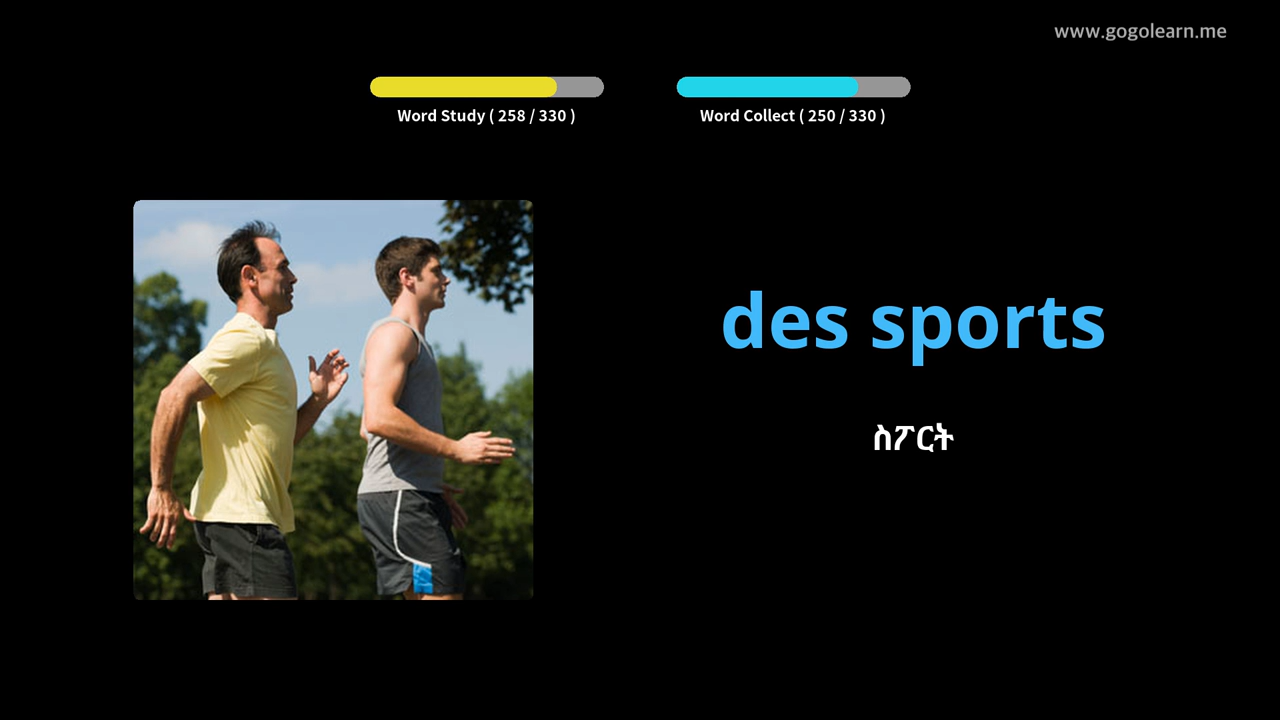 www.gogolearn.me
Word Study ( 258 / 330 )
Word Collect ( 250 / 330 )
des sports
ስፖርት